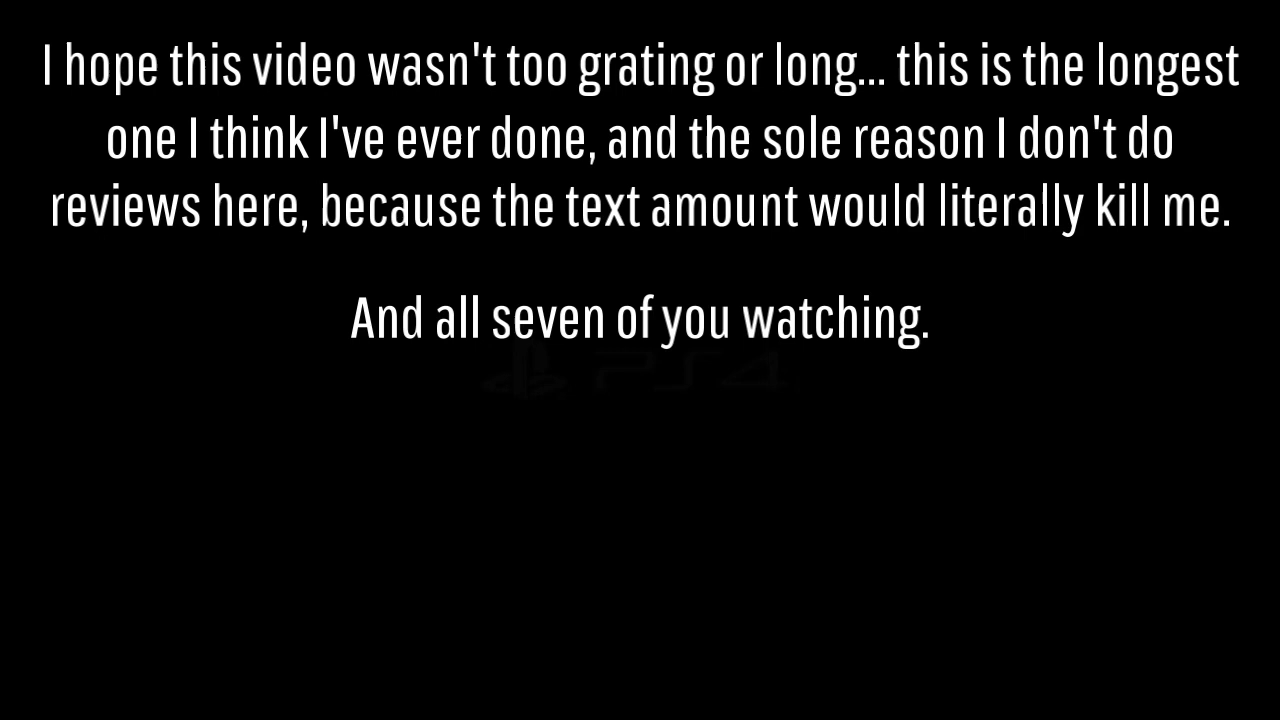 I hope this video wasn't too grating or long... this is the longest
one I think I've ever done, and the sole reason I don't do
reviews here, because the text amount would literally kill me.
And all seven of you watching.
PS4